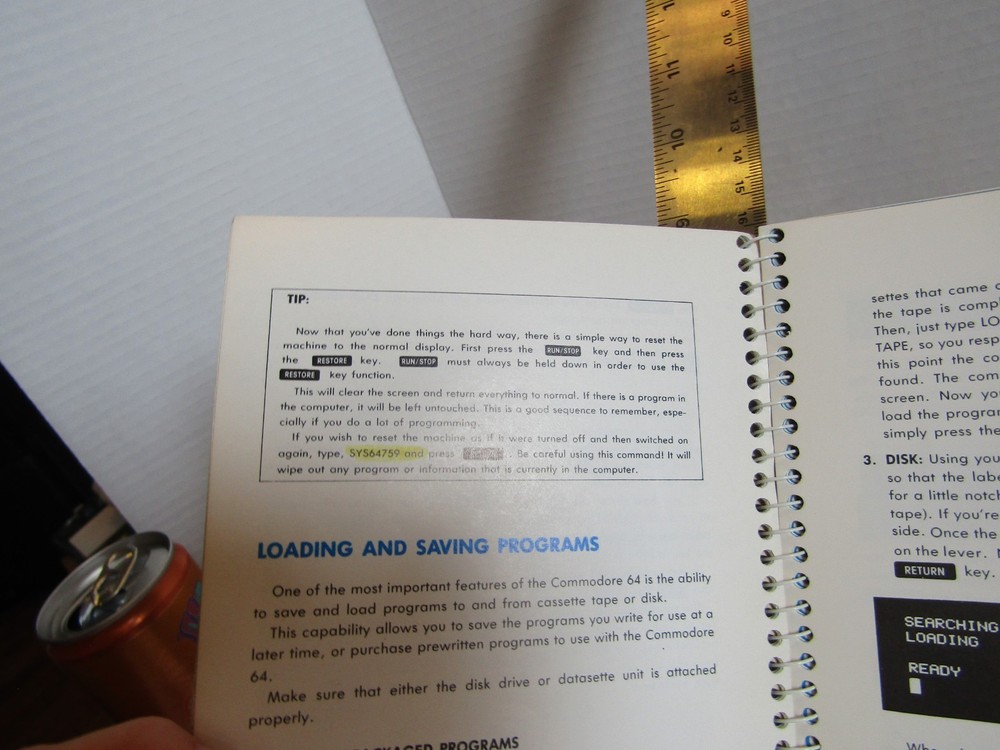 TIP:
Now that you've done things the hard way, there is a simple way to reset the
machine to the normal display. First press the RUN/STOP key and then press
the RESTORE key. RUN/STOP must always be held down in order to use the
RESTORE key function.
This will clear the screen and return everything to normal. If there is a program in
the computer, it will be left untouched. This is a good sequence to remember, espe-
cially if you do a lot of programming.
If you wish to reset the machine as if it were turned off and then switched on
again, type, SYS64759 and press . Be careful using this command! It will
wipe out any program or information that is currently in the computer.
LOADING AND SAVING PROGRAMS
One of the most important features of the Commodore 64 is the ability
to save and load programs to and from cassette tape or disk.
This capability allows you to save the programs you write for use at a
later time, or purchase prewritten programs to use with the Commodore
64.
Make sure that either the disk drive or datasette unit is attached
properly.
PROGRAMS
settes that came
the tape is
Then, just type
TAPE, so you
this point the
found. The
screen. Now
load the
simply press
3. DISK: Using
so that the
for a little
tape). If you're
side. Once the
on the lever.
RETURN key.
SEARCHING
LOADING
READY
11
10
9
9
10
11
12
13
14
15
16